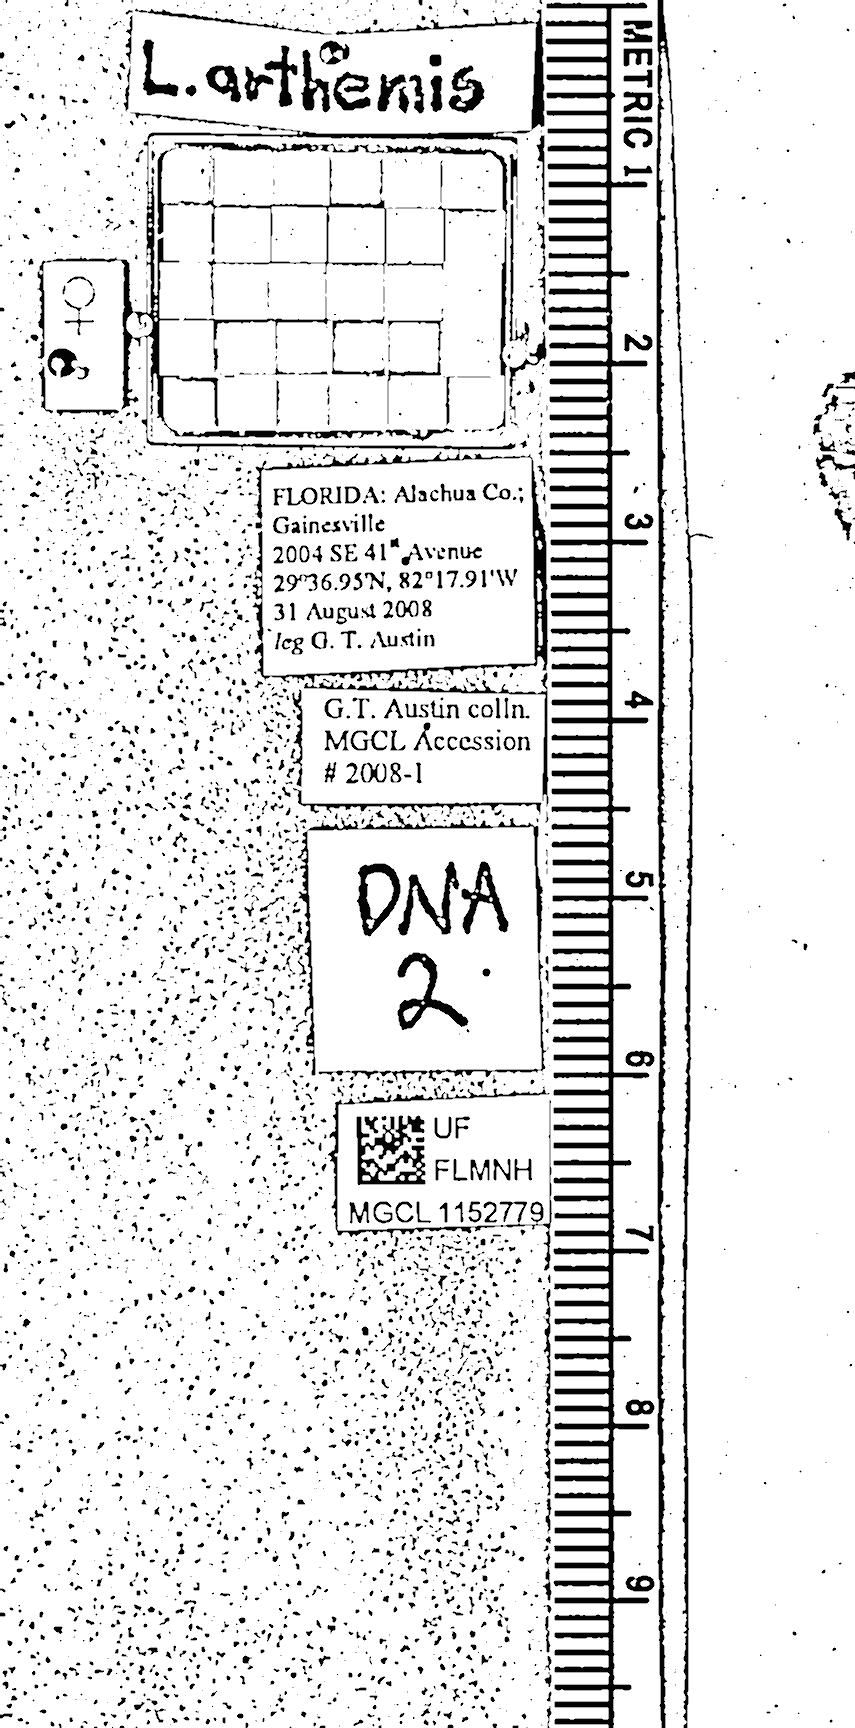 L. arthemis
♀
FLORIDA: Alachua Co.;
Gainesville
2004 SE 41st Avenue
29°36.95'N, 82°17.91'W
31 August 2008
leg G. T. Austin
G.T. Austin colln.
MGCL Accession
# 2008-1
DNA
2
UF
FLMNH
MGCL 1152779
METRIC 1
2
3
4
5
6
7
8
9